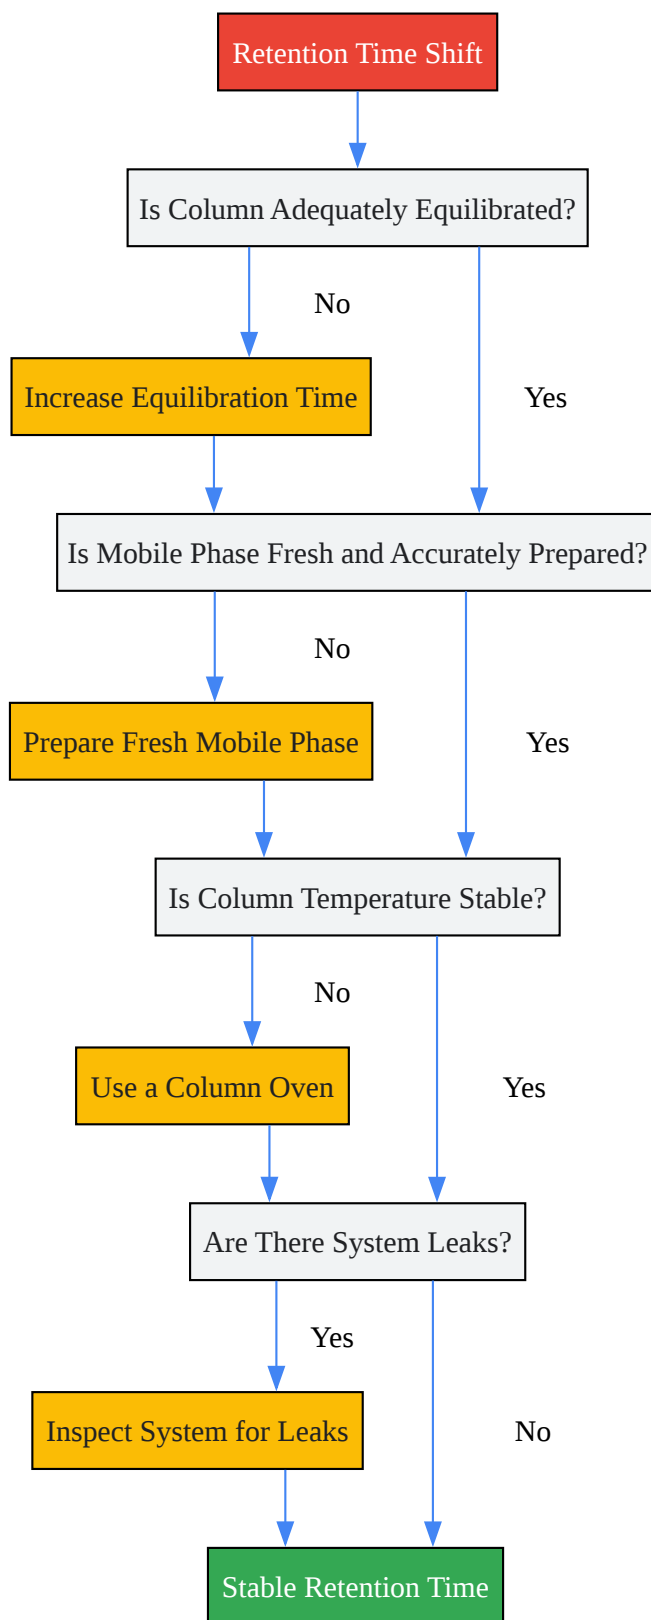 Retention Time Shift
Is Column Adequately Equilibrated?
No
Increase Equilibration Time
Yes
Is Mobile Phase Fresh and Accurately Prepared?
No
Prepare Fresh Mobile Phase
Yes
Is Column Temperature Stable?
No
Use a Column Oven
Yes
Are There System Leaks?
Yes
Inspect System for Leaks
No
Stable Retention Time